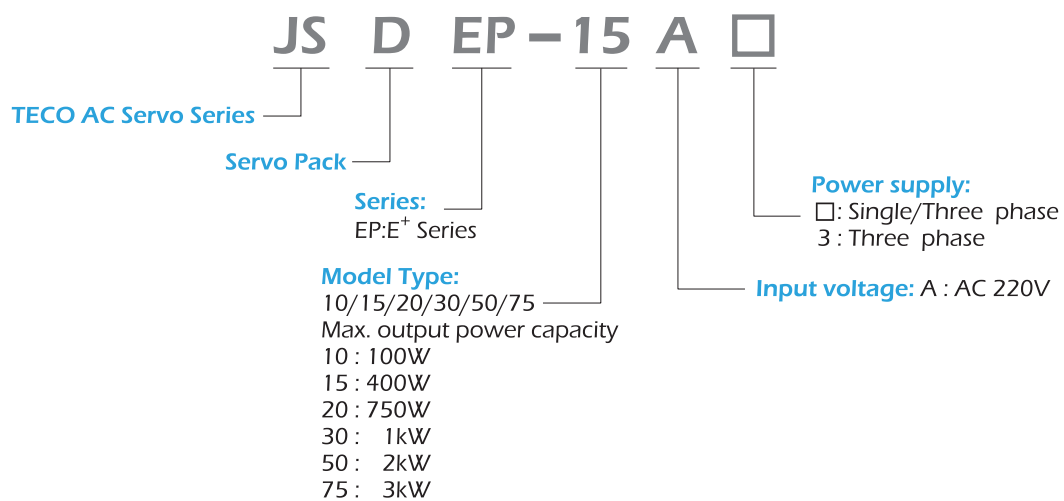 JS D EP-15 A □
TECO AC Servo Series
Servo Pack
Series:
EP:E⁺ Series
Model Type:
10/15/20/30/50/75
Max. output power capacity
10 : 100W
15 : 400W
20 : 750W
30 : 1kW
50 : 2kW
75 : 3kW
Power supply:
□: Single/Three phase
3 : Three phase
Input voltage: A : AC 220V